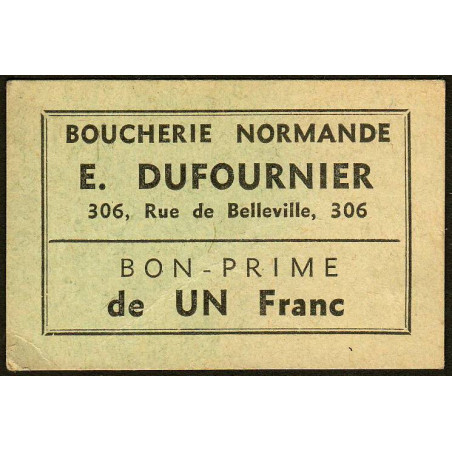 BOUCHERIE NORMANDE
E. DUFOURNIER
306, Rue de Belleville, 306
BON-PRIME
de UN Franc